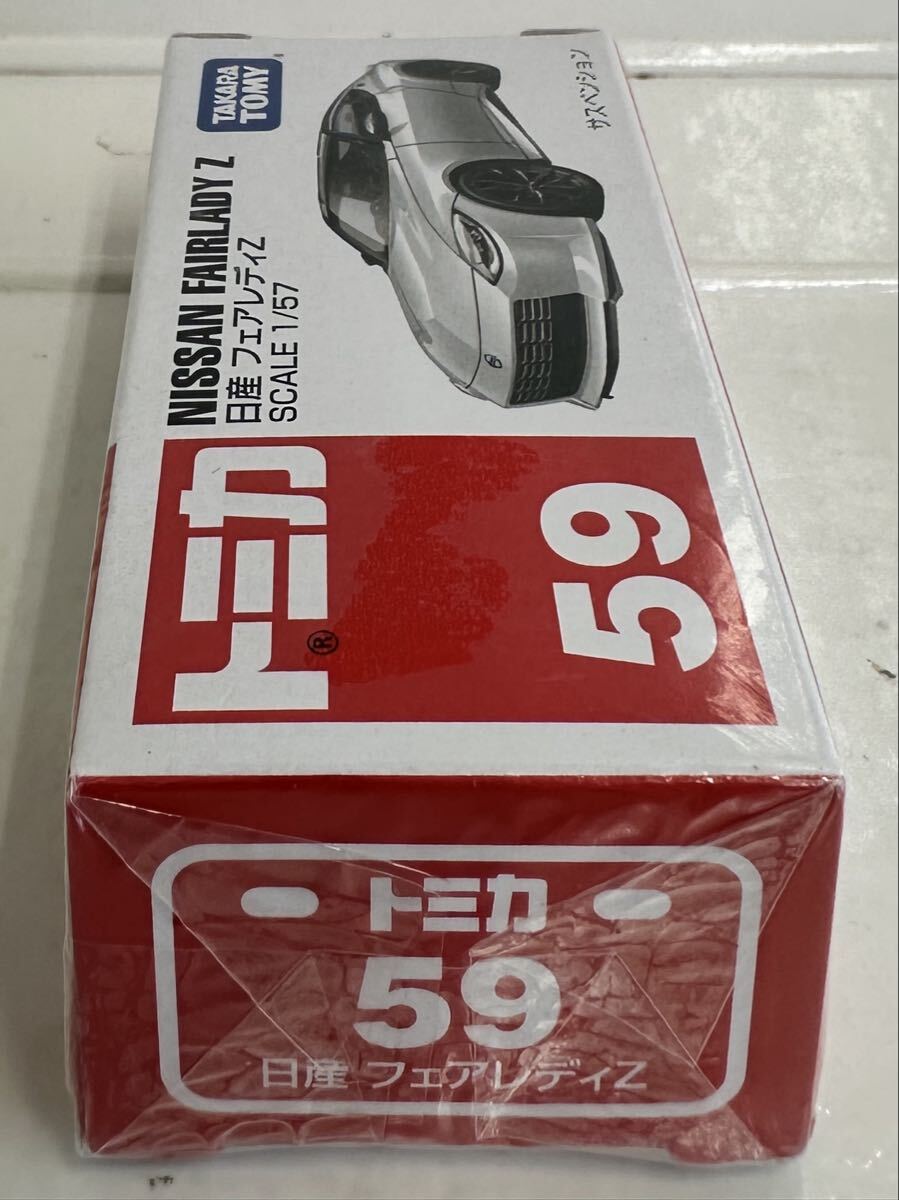 TAKARA
TOMY
NISSAN FAIRLADY Z
日産 フェアレディZ
SCALE 1/57
サスペンション
トミカ®
59
トミカ
59
日産 フェアレディZ